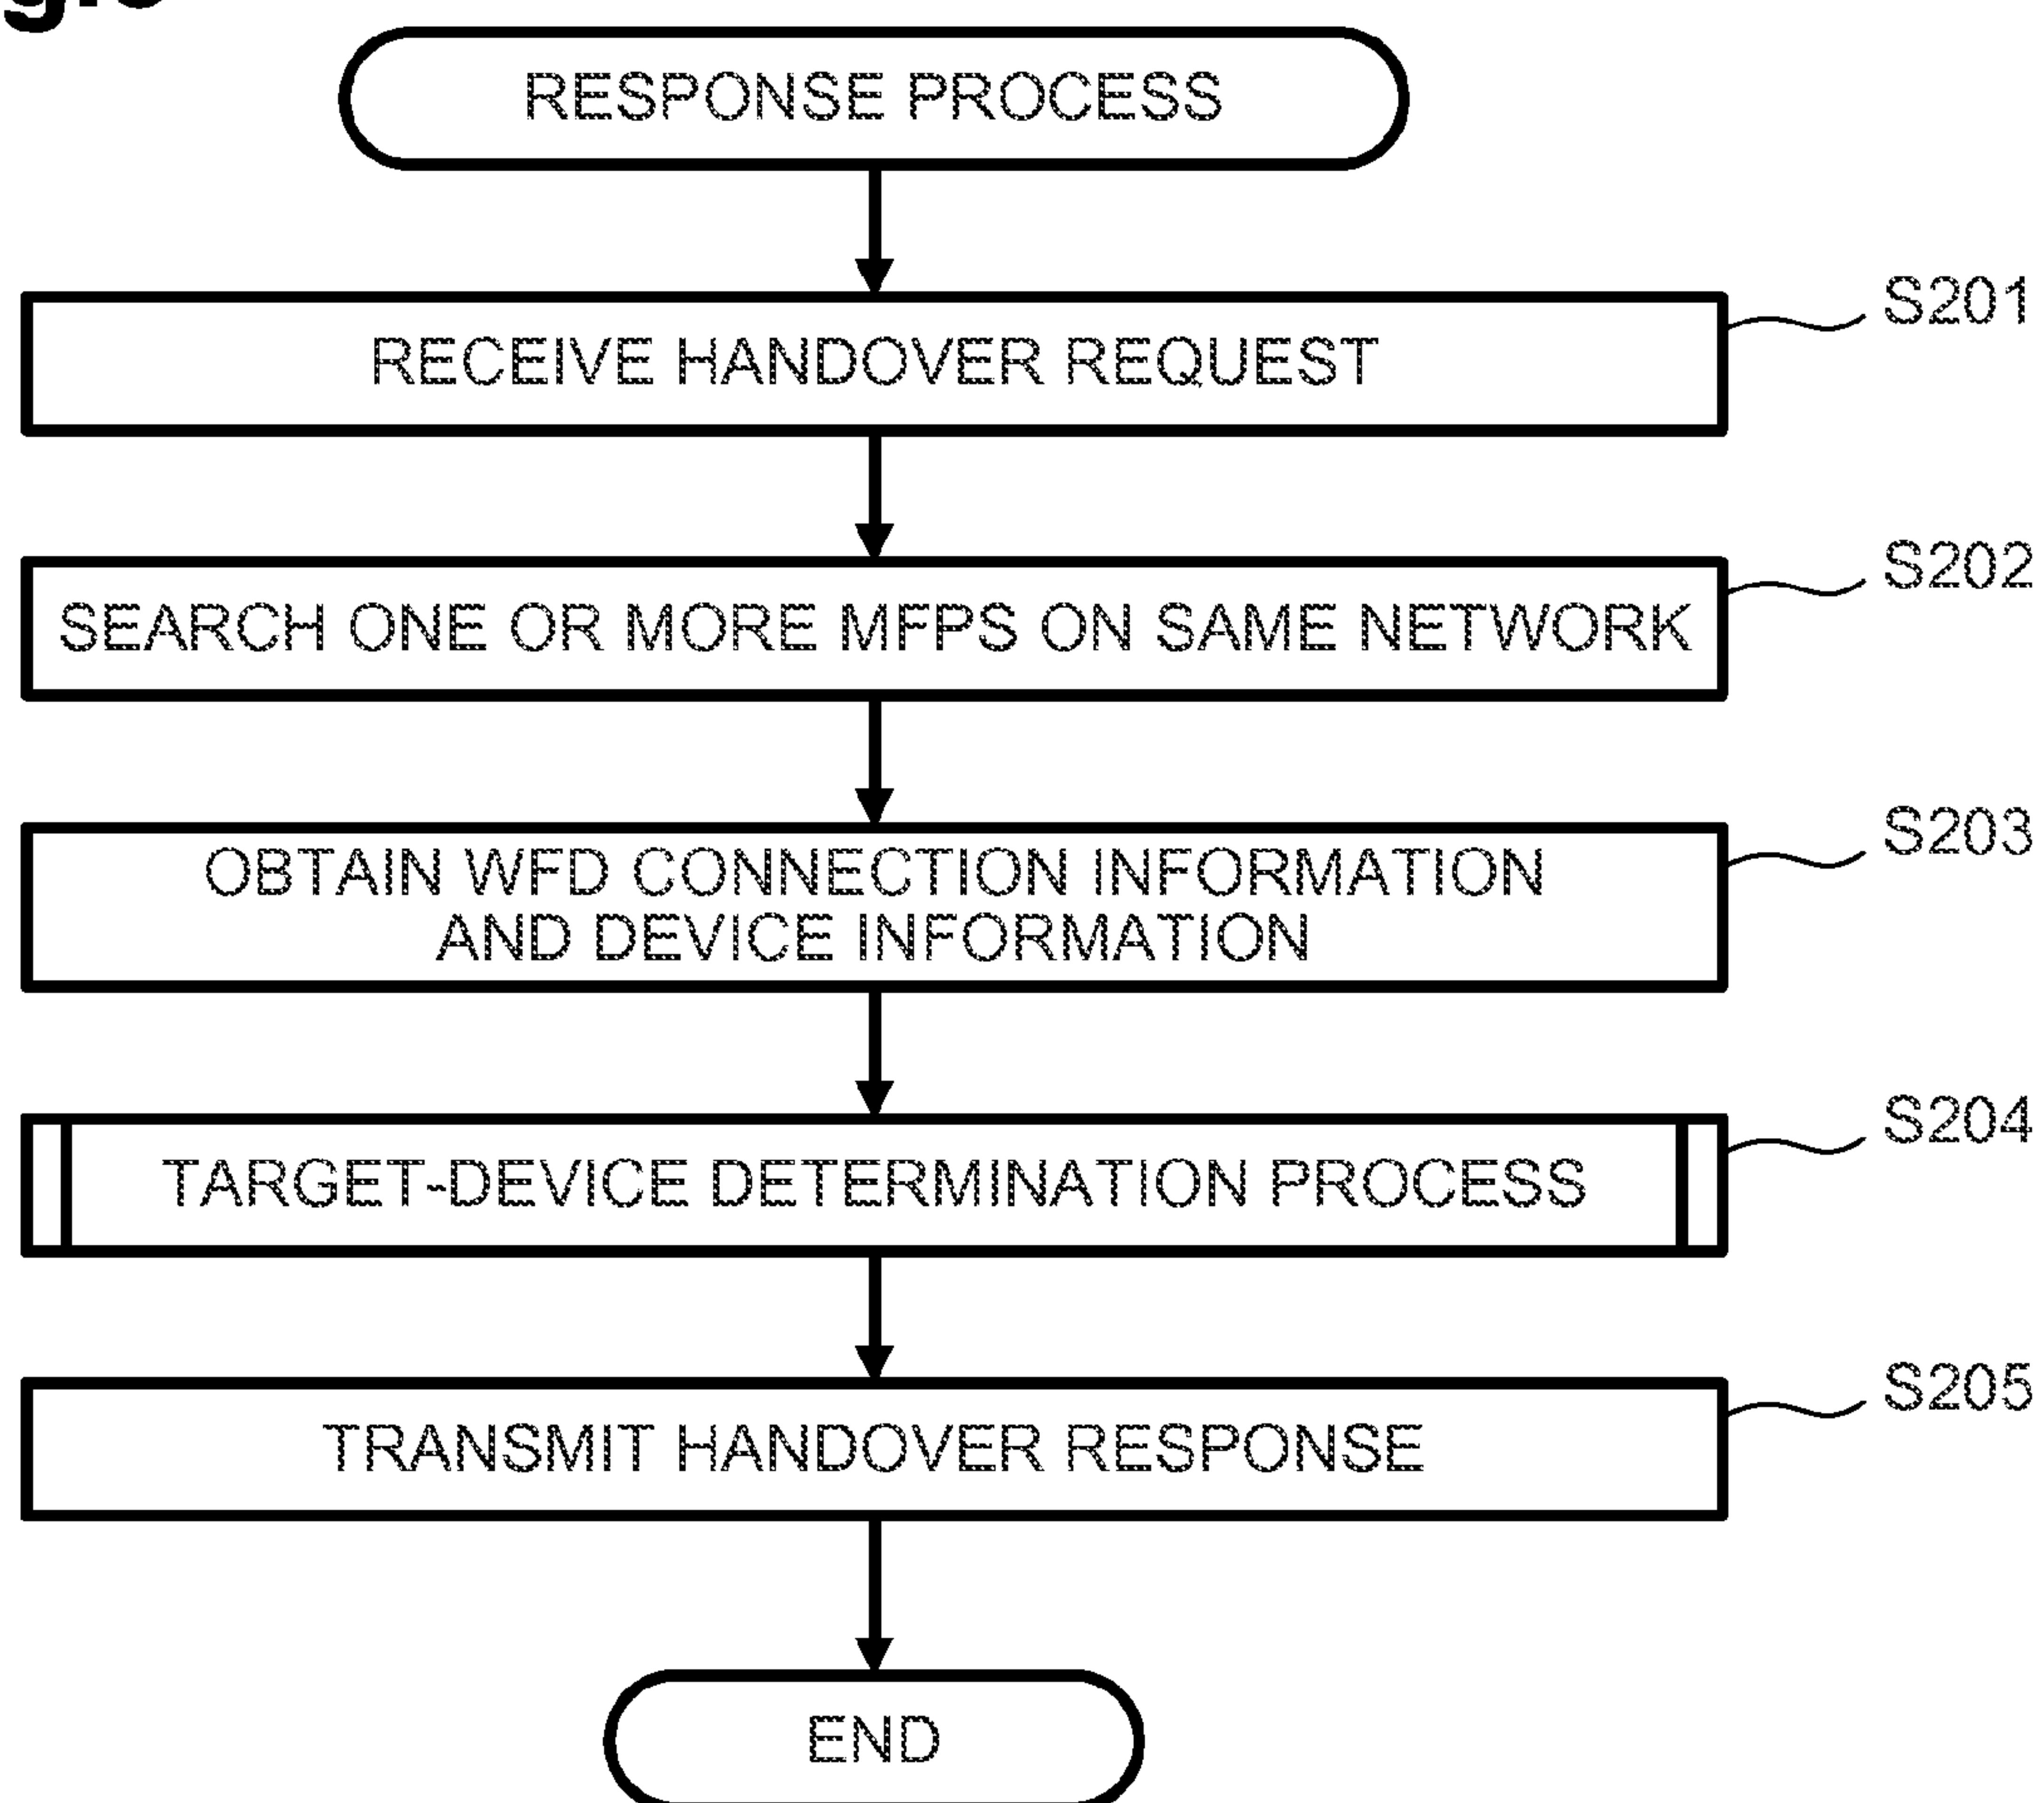 RESPONSE PROCESS
RECEIVE HANDOVER REQUEST
S201
SEARCH ONE OR MORE MFPS ON SAME NETWORK
S202
OBTAIN WFD CONNECTION INFORMATION
AND DEVICE INFORMATION
S203
TARGET-DEVICE DETERMINATION PROCESS
S204
TRANSMIT HANDOVER RESPONSE
S205
END